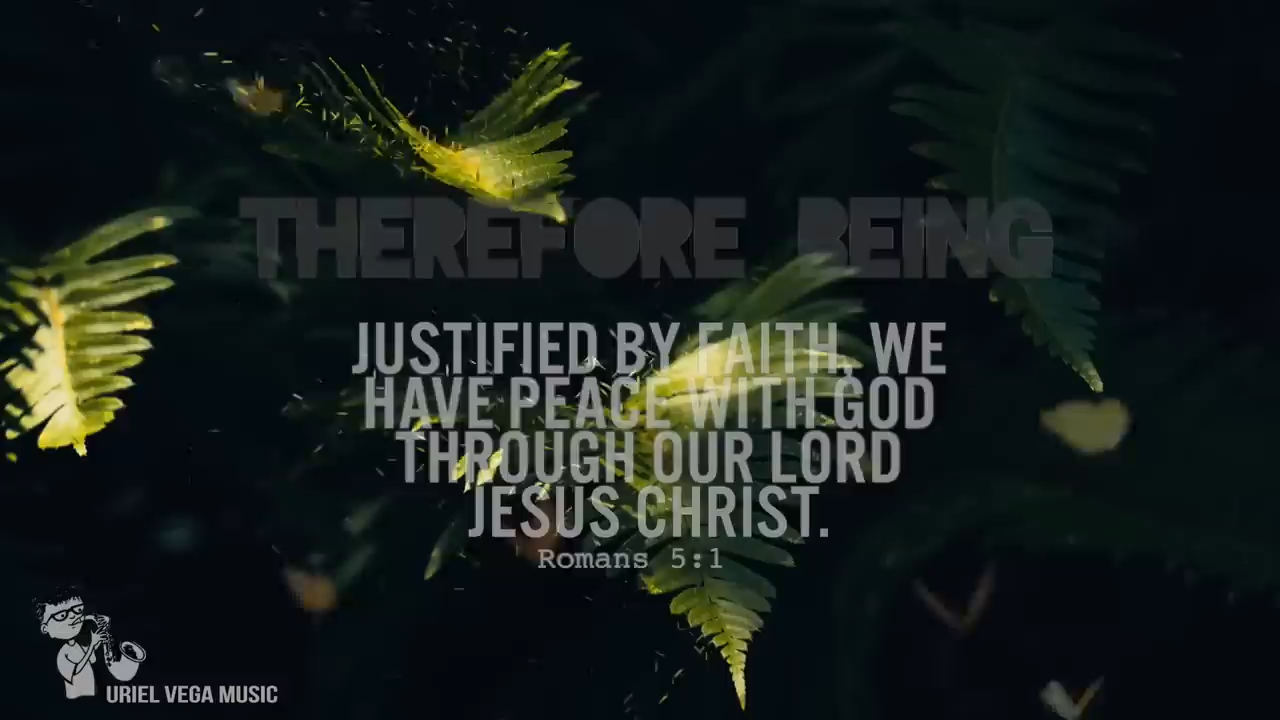 THEREFORE BEING
JUSTIFIED BY FAITH, WE
HAVE PEACE WITH GOD
THROUGH OUR LORD
JESUS CHRIST.
Romans 5:1
URIEL VEGA MUSIC